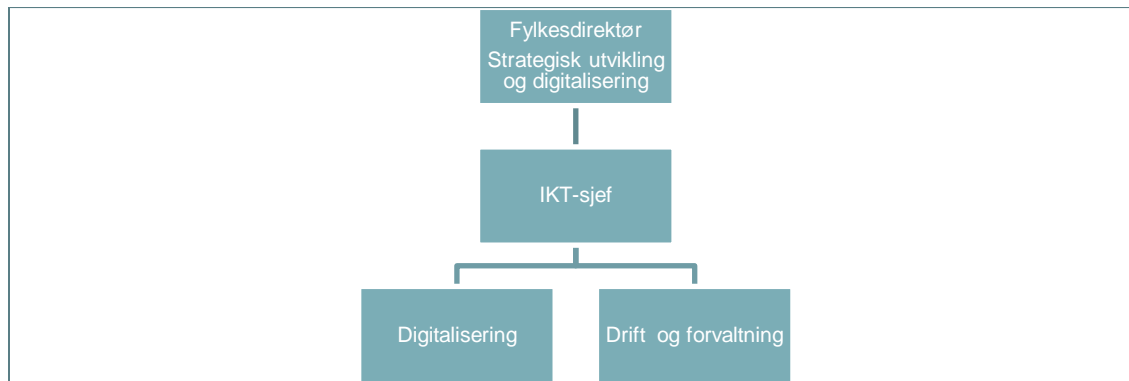 Fylkesdirektør
Strategisk utvikling
og digitalisering
IKT-sjef
Digitalisering
Drift og forvaltning